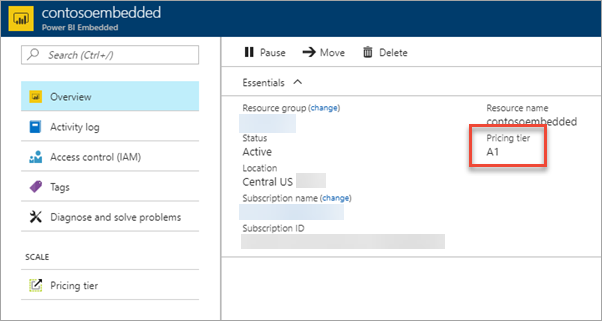 contosoembedded
Power BI Embedded
Search (Ctrl+/)
Overview
Activity log
Access control (IAM)
Tags
Diagnose and solve problems
SCALE
Pricing tier
Pause Move Delete
Essentials
Resource group (change)
Status
Active
Location
Central US
Subscription name (change)
Subscription ID
Resource name
contosoembedded
Pricing tier
A1